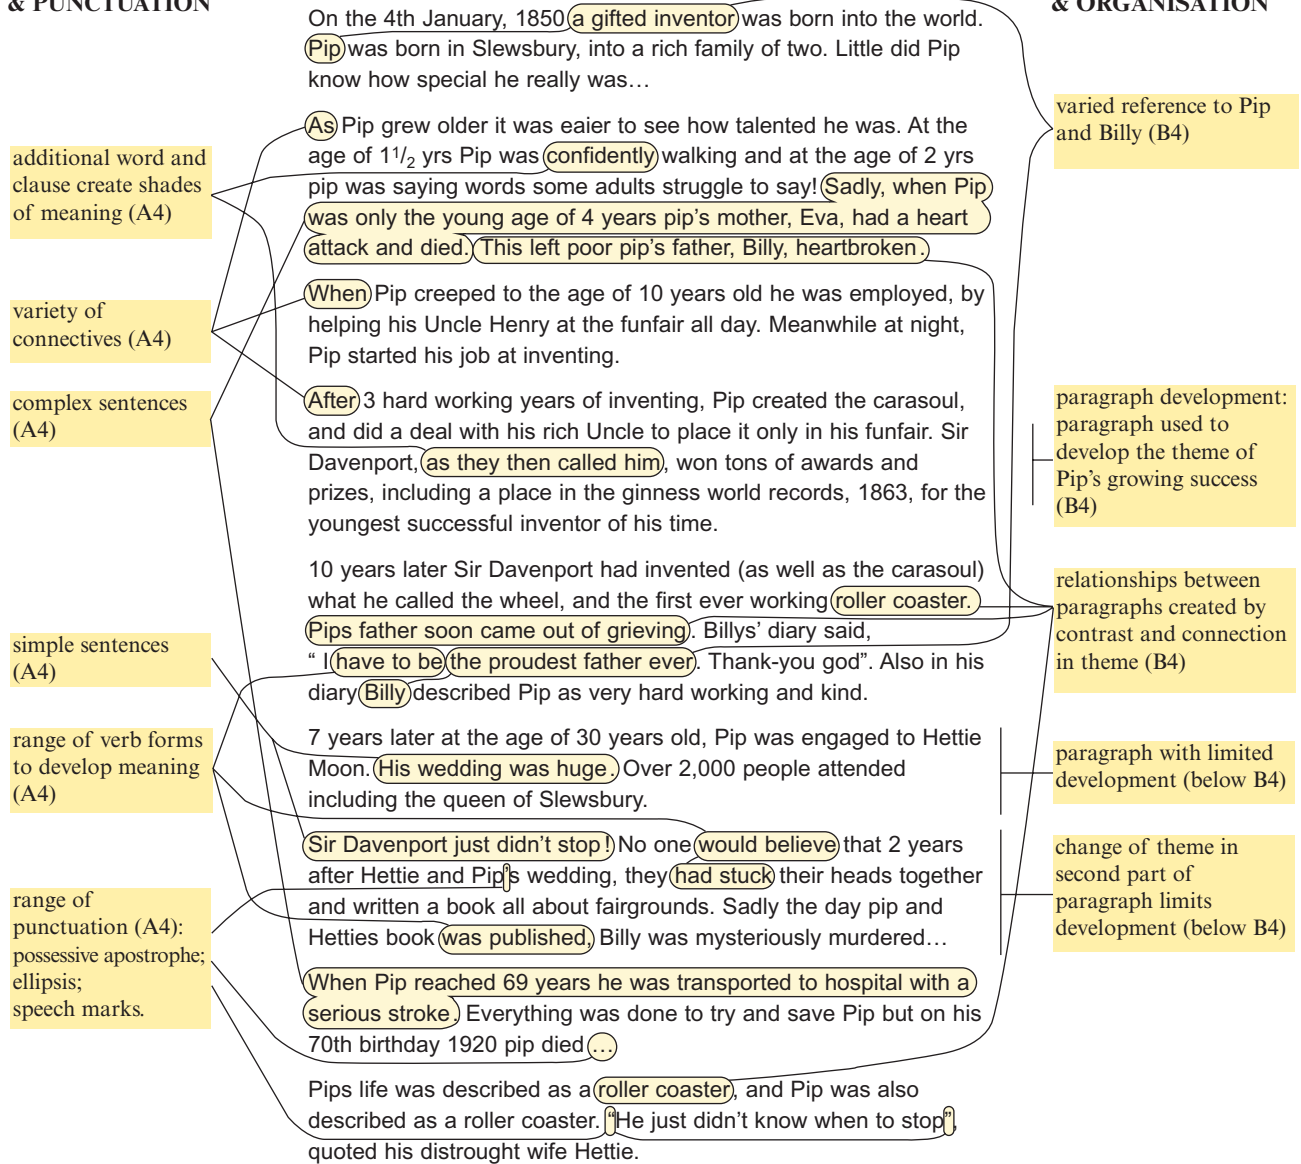 & PUNCTUATION
& ORGANISATION
On the 4th January, 1850 a gifted inventor was born into the world.
Pip was born in Slewsbury, into a rich family of two. Little did Pip
know how special he really was…
As Pip grew older it was eaier to see how talented he was. At the
age of 1 1/2 yrs Pip was confidently walking and at the age of 2 yrs
pip was saying words some adults struggle to say! Sadly, when Pip
was only the young age of 4 years pip's mother, Eva, had a heart
attack and died. This left poor pip's father, Billy, heartbroken.
When Pip creeped to the age of 10 years old he was employed, by
helping his Uncle Henry at the funfair all day. Meanwhile at night,
Pip started his job at inventing.
After 3 hard working years of inventing, Pip created the carasoul,
and did a deal with his rich Uncle to place it only in his funfair. Sir
Davenport, as they then called him, won tons of awards and
prizes, including a place in the ginness world records, 1863, for the
youngest successful inventor of his time.
10 years later Sir Davenport had invented (as well as the carasoul)
what he called the wheel, and the first ever working roller coaster.
Pips father soon came out of grieving. Billys' diary said,
“ I have to be the proudest father ever. Thank-you god”. Also in his
diary Billy described Pip as very hard working and kind.
7 years later at the age of 30 years old, Pip was engaged to Hettie
Moon. His wedding was huge. Over 2,000 people attended
including the queen of Slewsbury.
Sir Davenport just didn't stop! No one would believe that 2 years
after Hettie and Pip's wedding, they had stuck their heads together
and written a book all about fairgrounds. Sadly the day pip and
Hetties book was published, Billy was mysteriously murdered…
When Pip reached 69 years he was transported to hospital with a
serious stroke. Everything was done to try and save Pip but on his
70th birthday 1920 pip died …
Pips life was described as a roller coaster, and Pip was also
described as a roller coaster. “He just didn't know when to stop”,
quoted his distrought wife Hettie.
additional word and
clause create shades
of meaning (A4)
variety of
connectives (A4)
complex sentences
(A4)
simple sentences
(A4)
range of verb forms
to develop meaning
(A4)
range of
punctuation (A4):
possessive apostrophe;
ellipsis;
speech marks.
varied reference to Pip
and Billy (B4)
paragraph development:
paragraph used to
develop the theme of
Pip's growing success
(B4)
relationships between
paragraphs created by
contrast and connection
in theme (B4)
paragraph with limited
development (below B4)
change of theme in
second part of
paragraph limits
development (below B4)